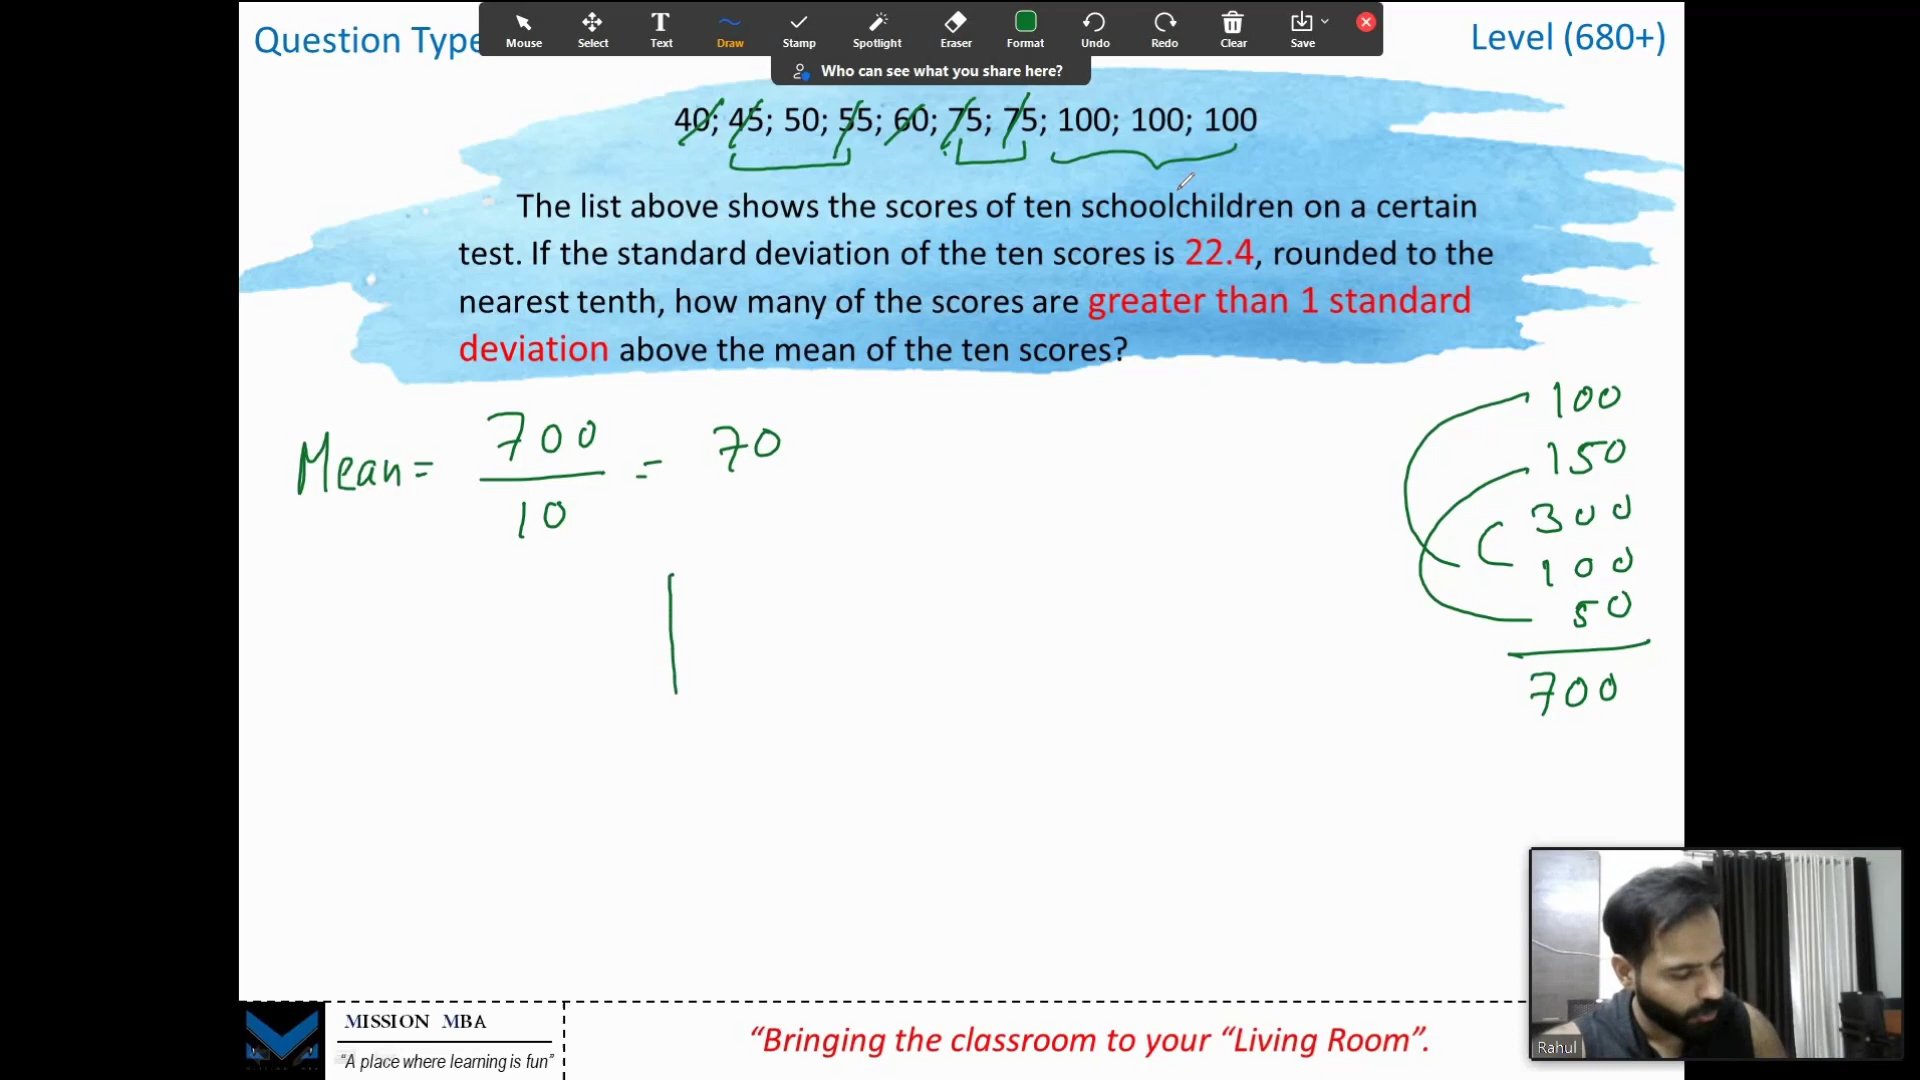 Question Type
Mouse Select Text Draw Stamp Spotlight Eraser Format Undo Redo Clear Save
Level (680+)
Who can see what you share here?
40; 45; 50; 55; 60; 75; 75; 100; 100; 100
The list above shows the scores of ten schoolchildren on a certain
test. If the standard deviation of the ten scores is 22.4, rounded to the
nearest tenth, how many of the scores are greater than 1 standard
deviation above the mean of the ten scores?
Mean = 700 / 10 = 70
100
150
300
100
50
700
Rahul
MISSION MBA
“A place where learning is fun”
“Bringing the classroom to your “Living Room”.